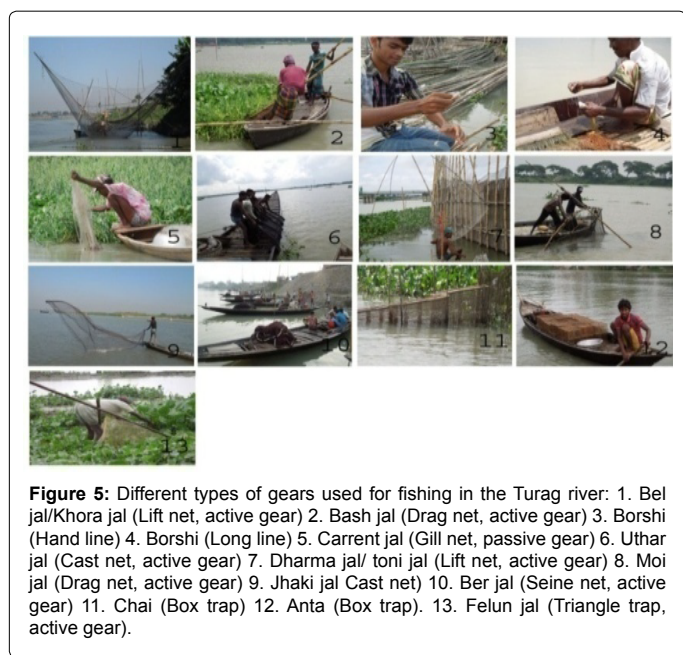 1
2
3
4
5
6
7
8
9
10
11
12
13
Figure 5: Different types of gears used for fishing in the Turag river: 1. Bel
jal/Khora jal (Lift net, active gear) 2. Bash jal (Drag net, active gear) 3. Borshi
(Hand line) 4. Borshi (Long line) 5. Carrent jal (Gill net, passive gear) 6. Uthar
jal (Cast net, active gear) 7. Dharma jal/ toni jal (Lift net, active gear) 8. Moi
jal (Drag net, active gear) 9. Jhaki jal Cast net) 10. Ber jal (Seine net, active
gear) 11. Chai (Box trap) 12. Anta (Box trap). 13. Felun jal (Triangle trap,
active gear).